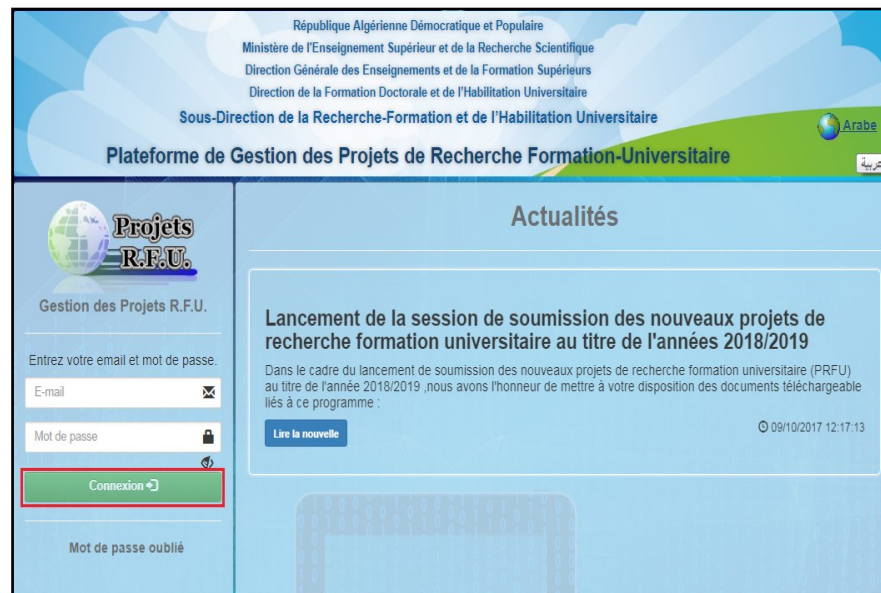 République Algérienne Démocratique et Populaire
Ministère de l'Enseignement Supérieur et de la Recherche Scientifique
Direction Générale des Enseignements et de la Formation Supérieurs
Direction de la Formation Doctorale et de l'Habilitation Universitaire
Sous-Direction de la Recherche-Formation et de l'Habilitation Universitaire
Plateforme de Gestion des Projets de Recherche Formation-Universitaire
Arabe
عربية
Projets
R.F.U.
Gestion des Projets R.F.U.
Entrez votre email et mot de passe.
E-mail
Mot de passe
Connexion
Mot de passe oublié
Actualités
Lancement de la session de soumission des nouveaux projets de
recherche formation universitaire au titre de l'années 2018/2019
Dans le cadre du lancement de soumission des nouveaux projets de recherche formation universitaire (PRFU)
au titre de l'année 2018/2019 ,nous avons l'honneur de mettre à votre disposition des documents téléchargeable
liés à ce programme :
Lire la nouvelle
09/10/2017 12:17:13